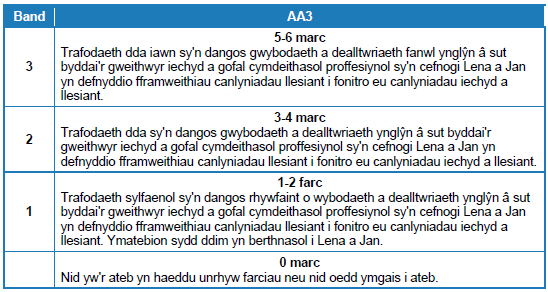 Band AA3
5-6 marc
Trafodaeth dda iawn sy'n dangos gwybodaeth a dealltwriaeth fanwl ynglŷn â sut
byddai'r gweithwyr iechyd a gofal cymdeithasol proffesiynol sy'n cefnogi Lena a Jan
3
yn defnyddio fframweithiau canlyniadau llesiant i fonitro eu canlyniadau iechyd a
llesiant.
3-4 marc
Trafodaeth dda sy'n dangos gwybodaeth a dealltwriaeth ynglŷn â sut byddai'r
2
gweithwyr iechyd a gofal cymdeithasol proffesiynol sy'n cefnogi Lena a Jan yn
defnyddio fframweithiau canlyniadau llesiant i fonitro eu canlyniadau iechyd a llesiant.
1-2 farc
Trafodaeth sylfaenol sy'n dangos rhywfaint o wybodaeth a dealltwriaeth ynglŷn â sut
1
byddai'r gweithwyr iechyd a gofal cymdeithasol proffesiynol sy'n cefnogi Lena a Jan
yn defnyddio fframweithiau canlyniadau llesiant i fonitro eu canlyniadau iechyd a
llesiant. Ymatebion sydd ddim yn berthnasol i Lena a Jan.
0 marc
Nid yw'r ateb yn haeddu unrhyw farciau neu nid oedd ymgais i ateb.